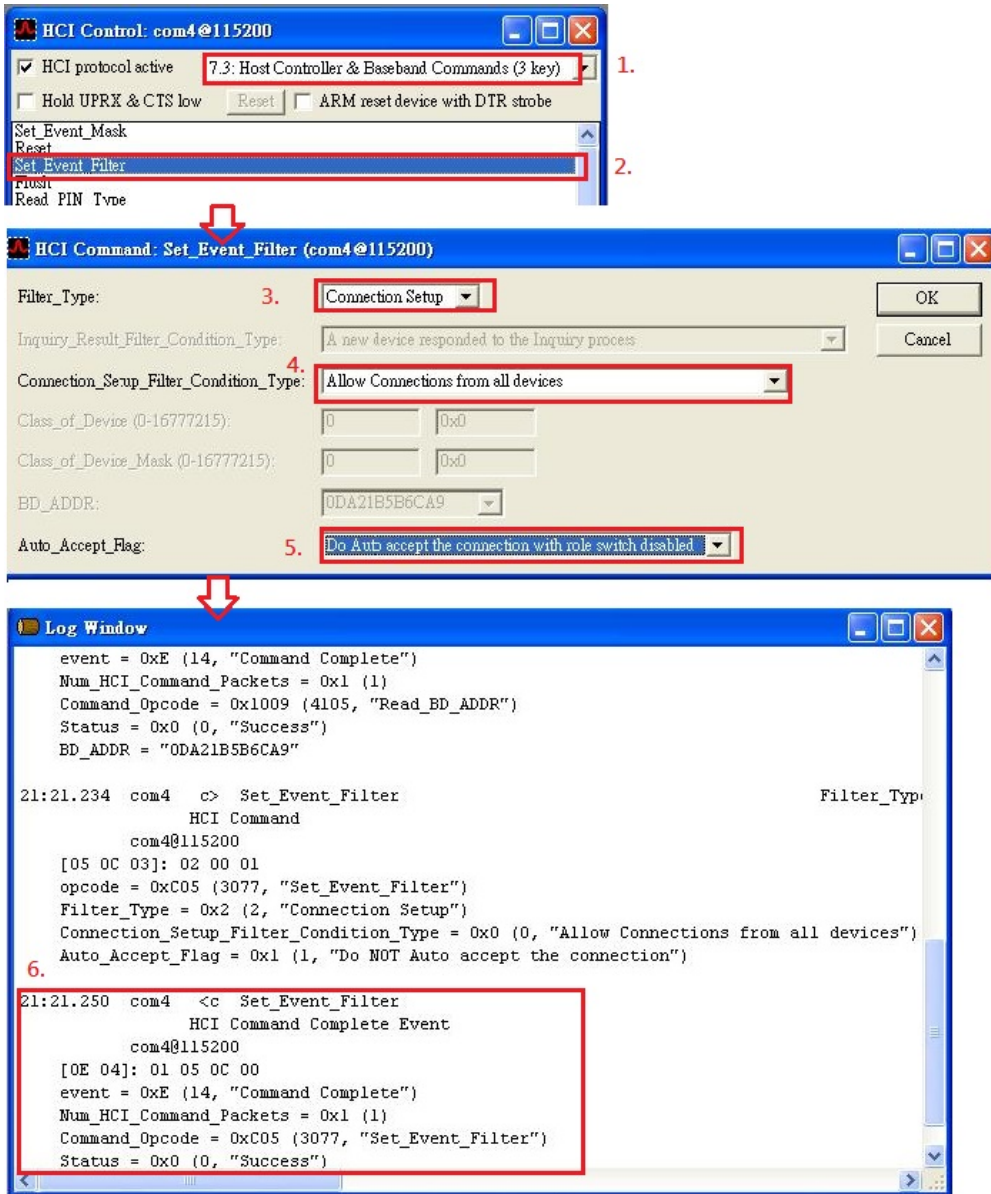 HCI Control: com4@115200
HCI protocol active
7.3: Host Controller & Baseband Commands (3 key)
1.
Hold UPRX & CTS low
Reset
ARM reset device with DTR strobe
Set_Event_Mask
Reset
Set_Event_Filter
2.
Flush
Read_PIN_Type
HCI Command: Set_Event_Filter (com4@115200)
Filter_Type:
3.
Connection Setup
OK
Inquiry_Result_Filter_Condition_Type:
A new device responded to the Inquiry process
Cancel
4.
Connection_Setup_Filter_Condition_Type:
Allow Connections from all devices
Class_of_Device (0-16777215):
0
0x0
Class_of_Device_Mask (0-16777215):
0
0x0
BD_ADDR:
0DA21B5B6CA9
Auto_Accept_Flag:
5.
Do Auto accept the connection with role switch disabled
Log Window
event = 0xE (14, "Command Complete")
Num_HCI_Command_Packets = 0x1 (1)
Command_Opcode = 0x1009 (4105, "Read_BD_ADDR")
Status = 0x0 (0, "Success")
BD_ADDR = "0DA21B5B6CA9"
21:21.234 com4 c> Set_Event_Filter Filter_Typ
HCI Command
com4@115200
[05 0C 03]: 02 00 01
opcode = 0xC05 (3077, "Set_Event_Filter")
Filter_Type = 0x2 (2, "Connection Setup")
Connection_Setup_Filter_Condition_Type = 0x0 (0, "Allow Connections from all devices")
Auto_Accept_Flag = 0x1 (1, "Do NOT Auto accept the connection")
6.
21:21.250 com4 <c Set_Event_Filter
HCI Command Complete Event
com4@115200
[0E 04]: 01 05 0C 00
event = 0xE (14, "Command Complete")
Num_HCI_Command_Packets = 0x1 (1)
Command_Opcode = 0xC05 (3077, "Set_Event_Filter")
Status = 0x0 (0, "Success")